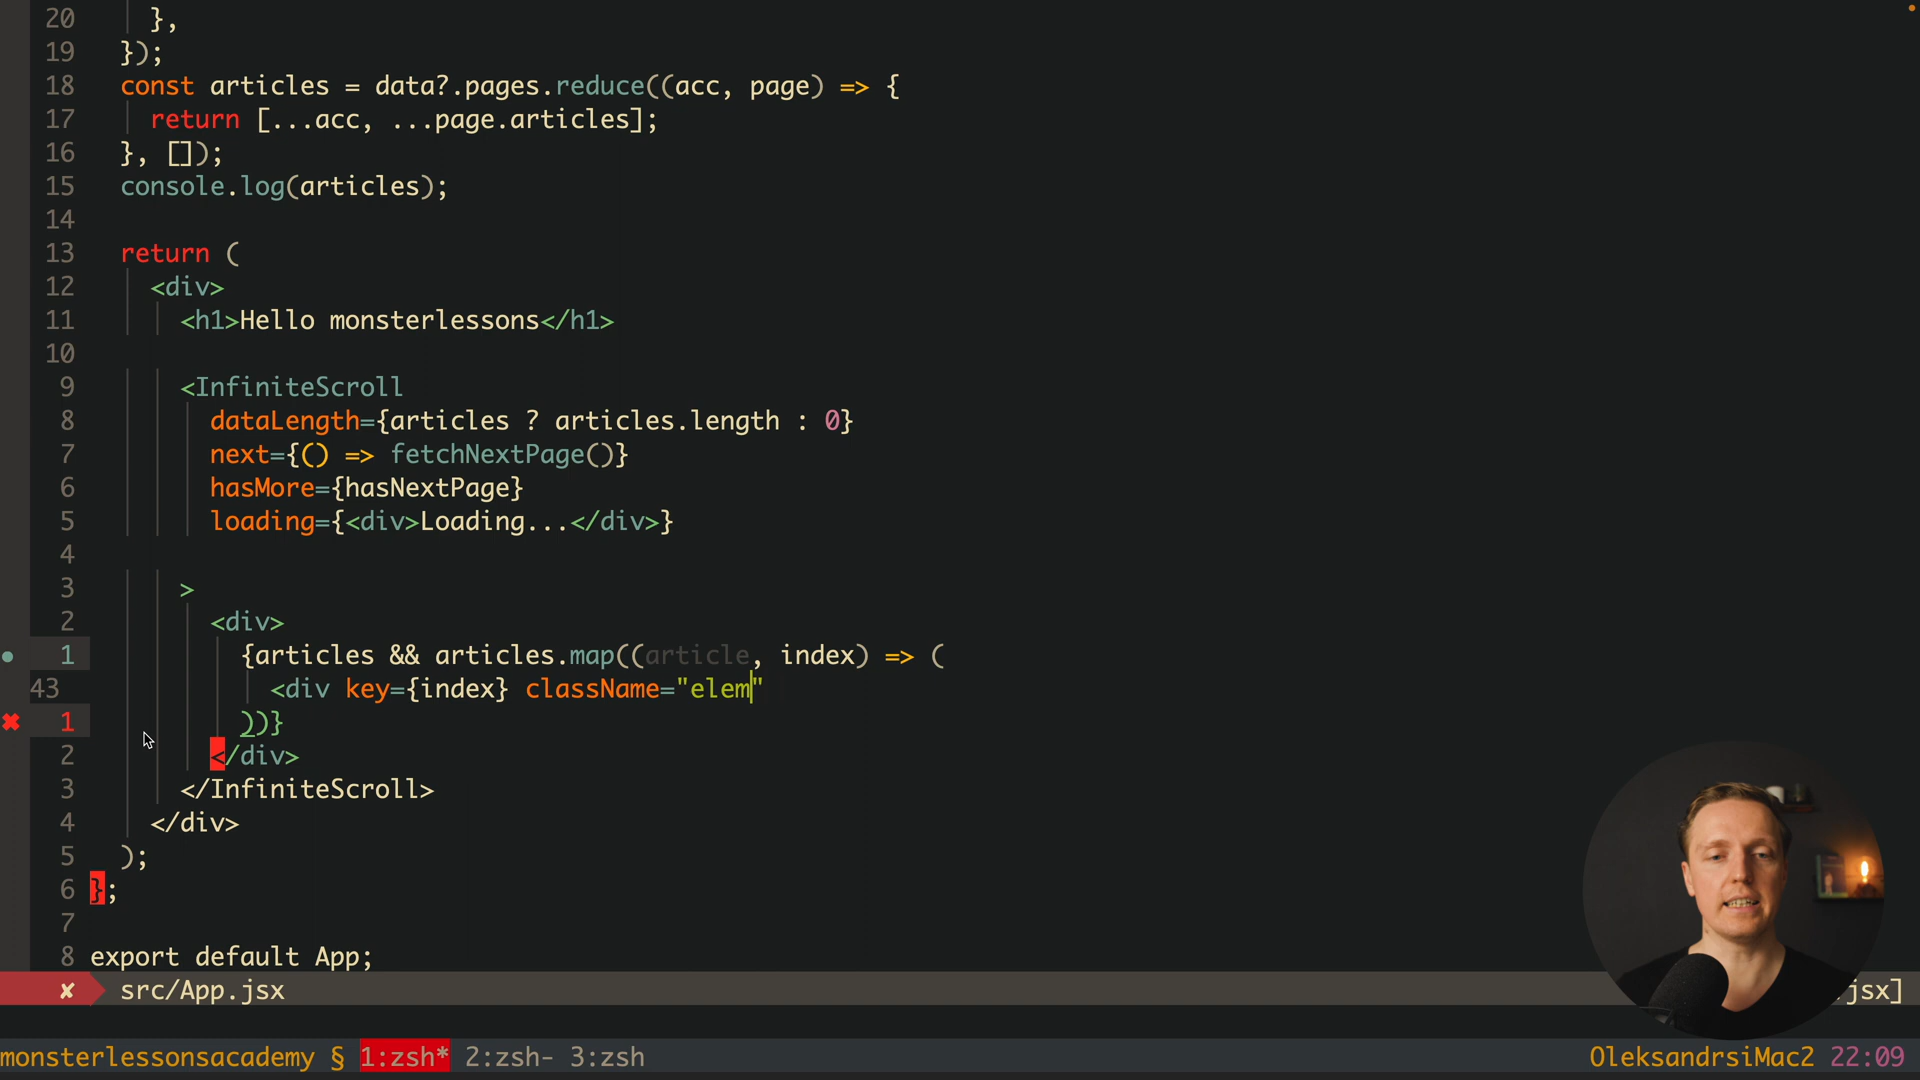 20 },
19 });
18 const articles = data?.pages.reduce((acc, page) => {
17 return [...acc, ...page.articles];
16 }, []);
15 console.log(articles);
14
13 return (
12 <div>
11 <h1>Hello monsterlessons</h1>
10
9 <InfiniteScroll
8 dataLength={articles ? articles.length : 0}
7 next={() => fetchNextPage()}
6 hasMore={hasNextPage}
5 loading={<div>Loading...</div>}
4
3 >
2 <div>
1 {articles && articles.map((article, index) => (
43 <div key={index} className="elem"
1 ))}
2 </div>
3 </InfiniteScroll>
4 </div>
5 );
6 };
7
8 export default App;
✘ src/App.jsx jsx]
monsterlessonsacademy § 1:zsh* 2:zsh- 3:zsh OleksandrsiMac2 22:09